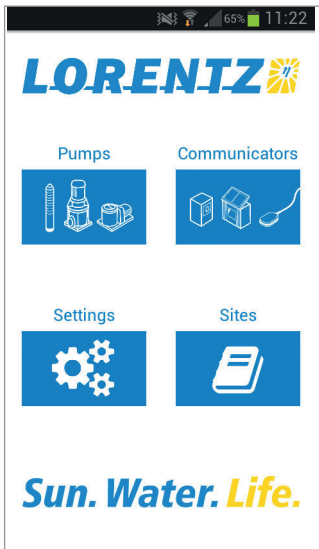 65% 11:22
LORENTZ
Pumps Communicators
Settings Sites
Sun. Water. Life.